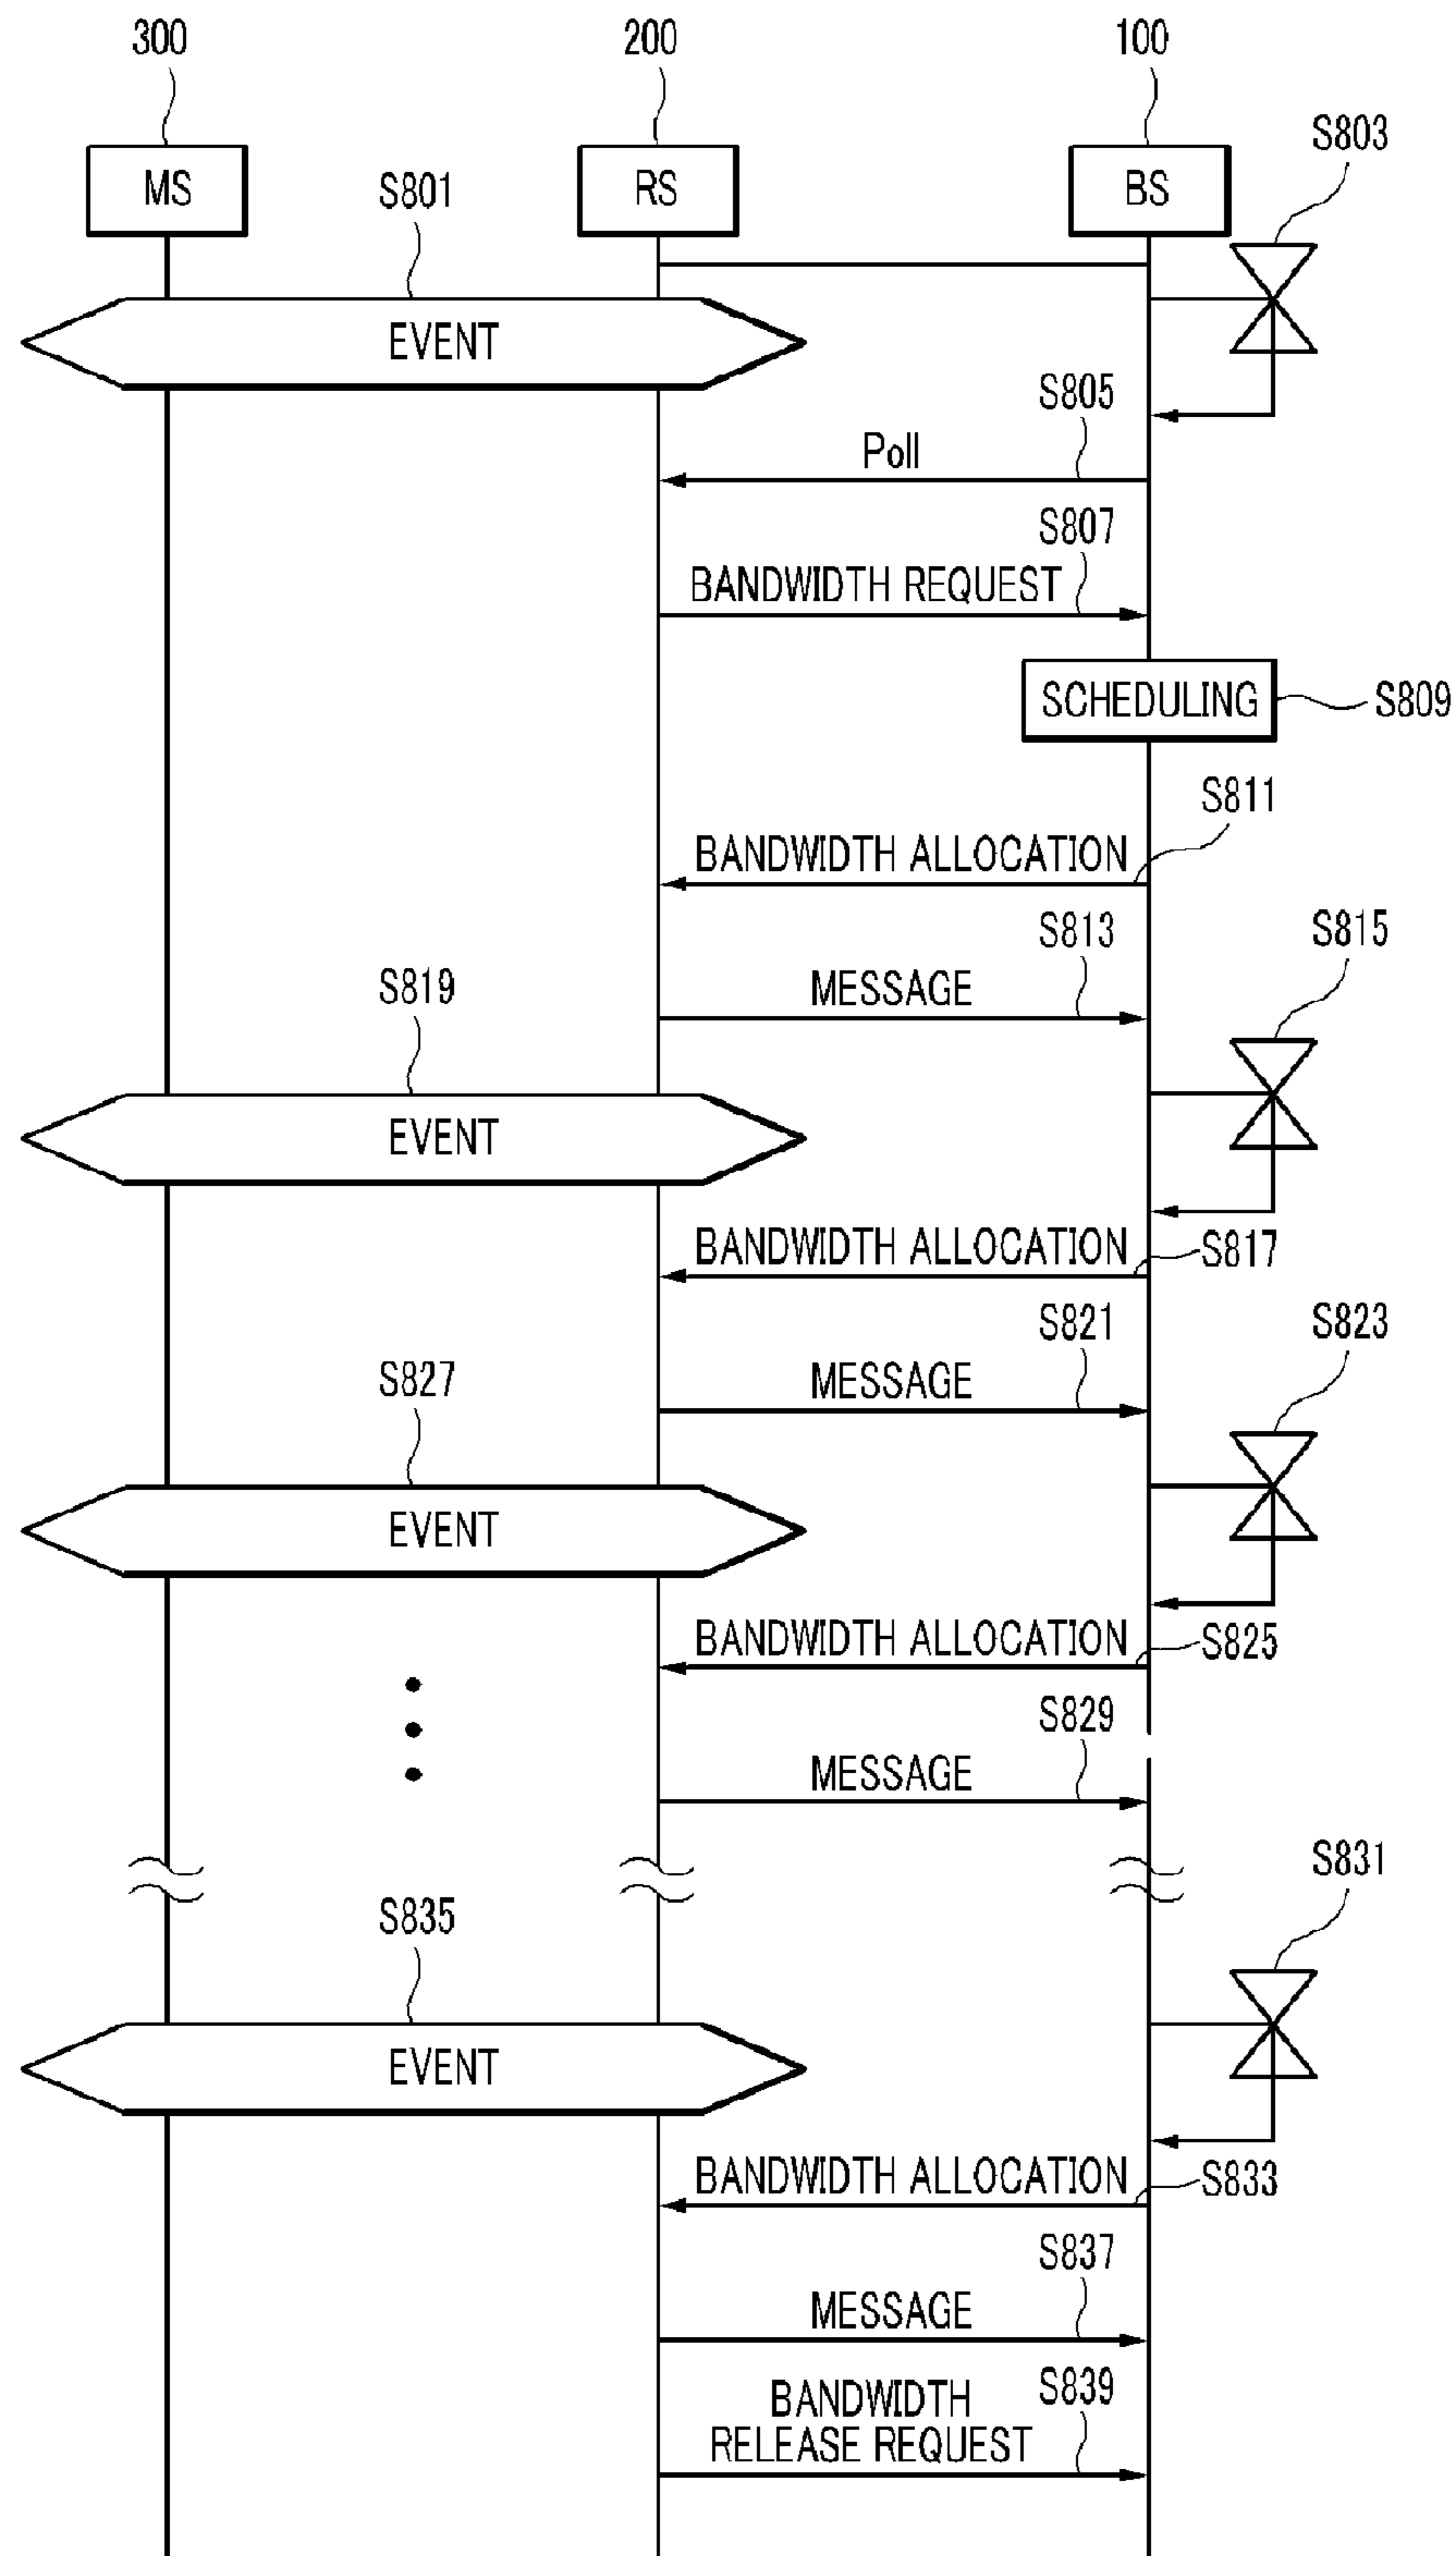 300
200
100
S803
MS
S801
RS
BS
EVENT
S805
Poll
S807
BANDWIDTH REQUEST
SCHEDULING
S809
S811
BANDWIDTH ALLOCATION
S813
S815
MESSAGE
S819
EVENT
BANDWIDTH ALLOCATION
S817
S821
S823
MESSAGE
S827
EVENT
BANDWIDTH ALLOCATION
S825
S829
MESSAGE
S831
S835
EVENT
BANDWIDTH ALLOCATION
S833
S837
MESSAGE
S839
BANDWIDTH
RELEASE REQUEST